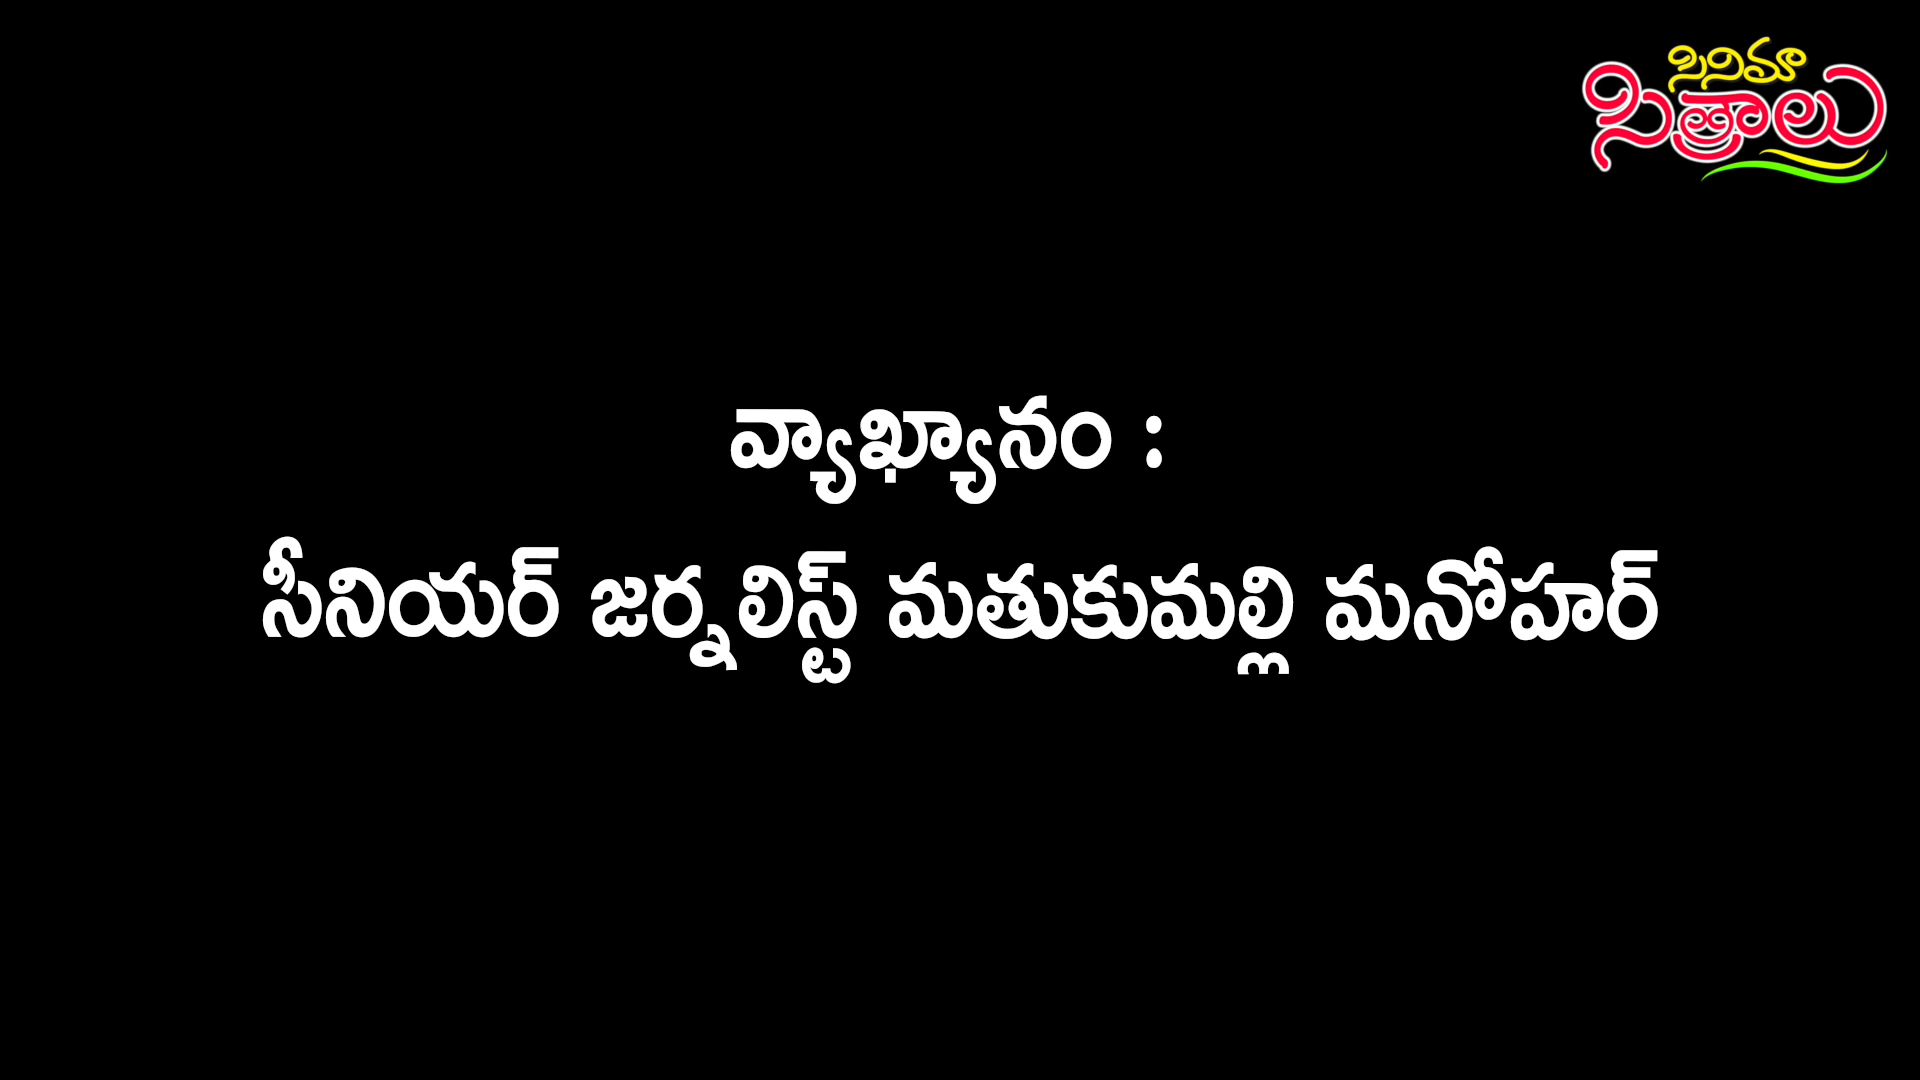 సినిమా
సిత్రాలు
వ్యాఖ్యానం :
సీనియర్ జర్నలిస్ట్ మతుకుమల్లి మనోహర్